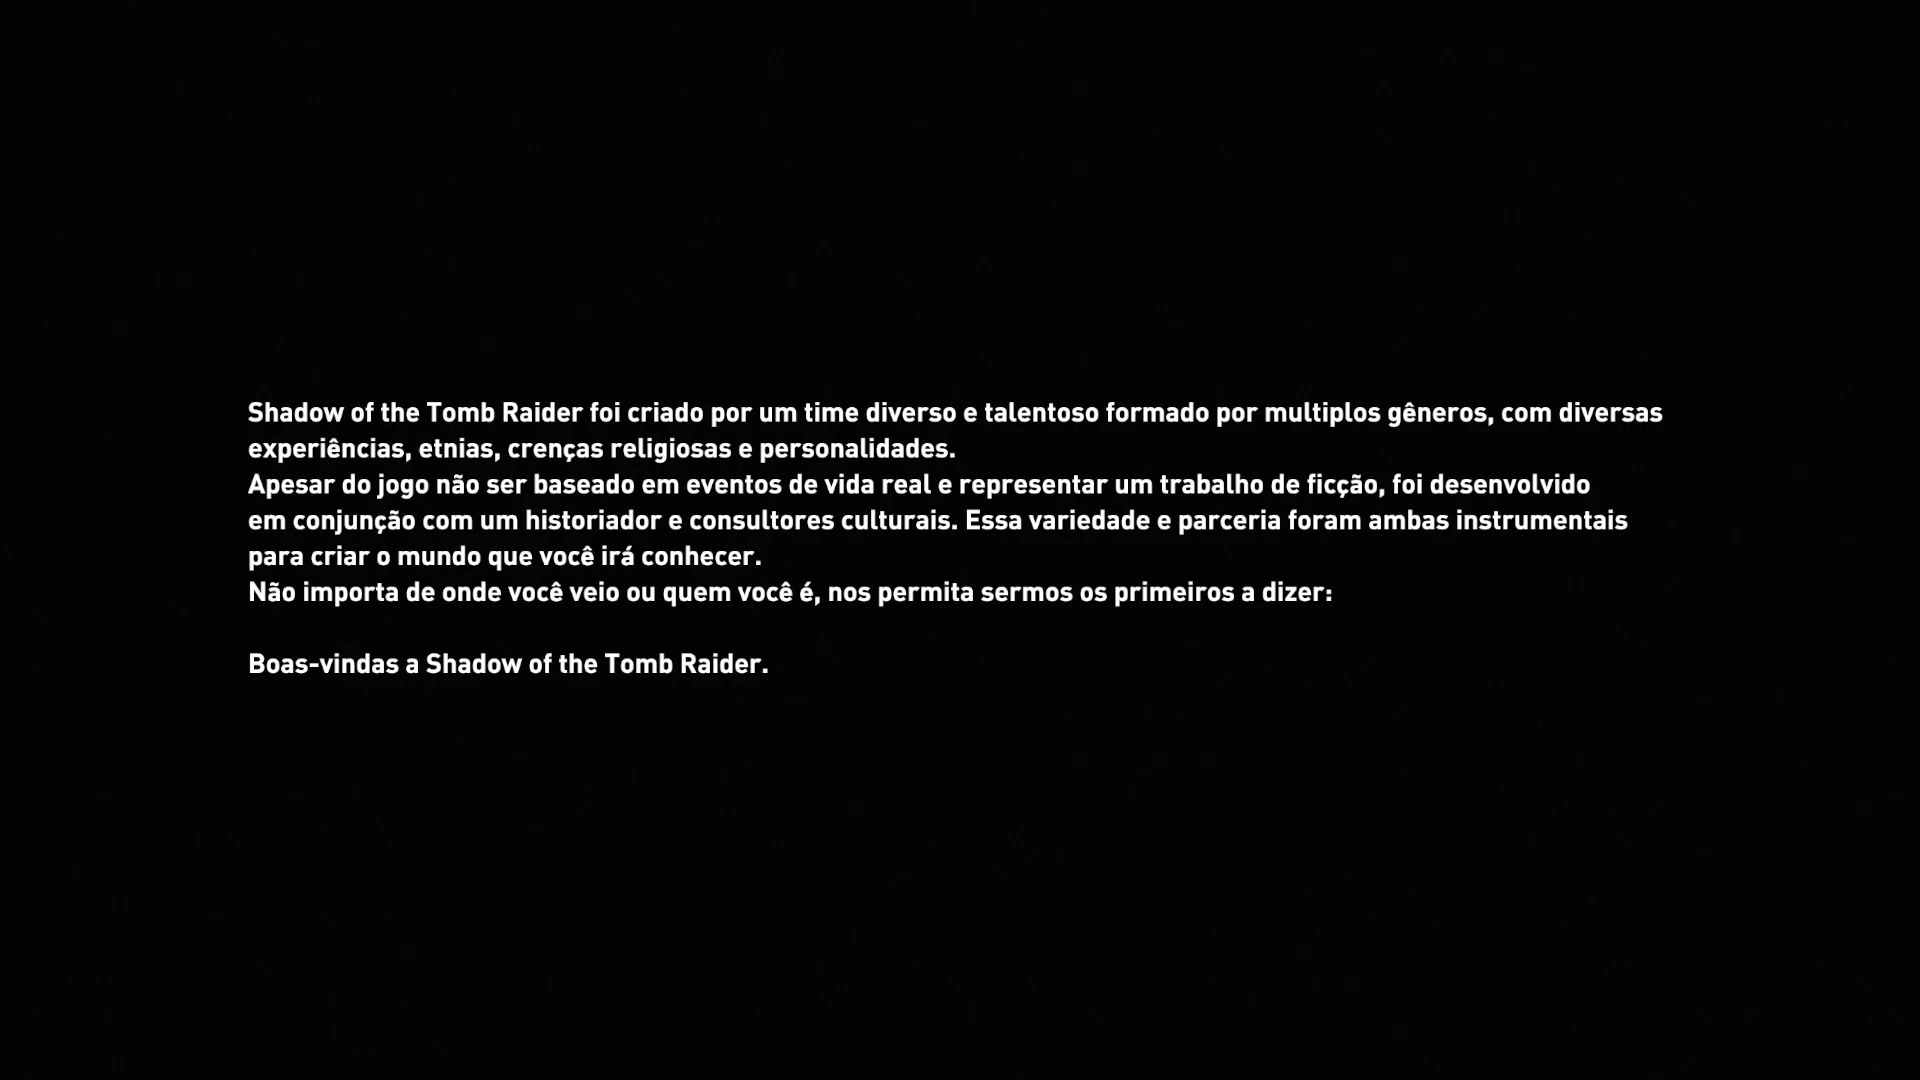 Shadow of the Tomb Raider foi criado por um time diverso e talentoso formado por multiplos gêneros, com diversas
experiências, etnias, crenças religiosas e personalidades.
Apesar do jogo não ser baseado em eventos de vida real e representar um trabalho de ficção, foi desenvolvido
em conjunção com um historiador e consultores culturais. Essa variedade e parceria foram ambas instrumentais
para criar o mundo que você irá conhecer.
Não importa de onde você veio ou quem você é, nos permita sermos os primeiros a dizer:
Boas-vindas a Shadow of the Tomb Raider.